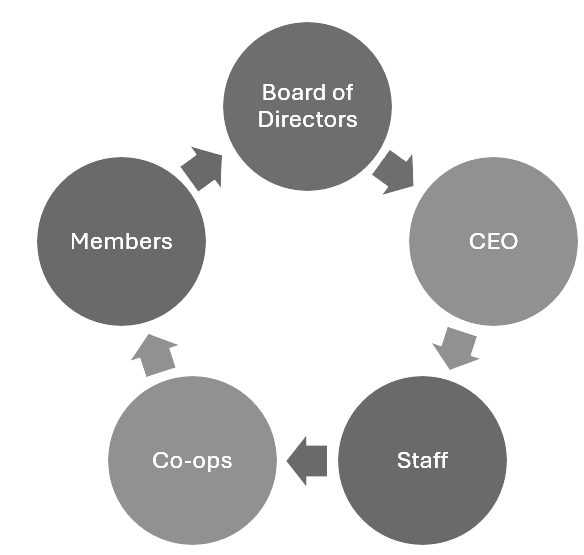 Board of
Directors
CEO
Staff
Co-ops
Members